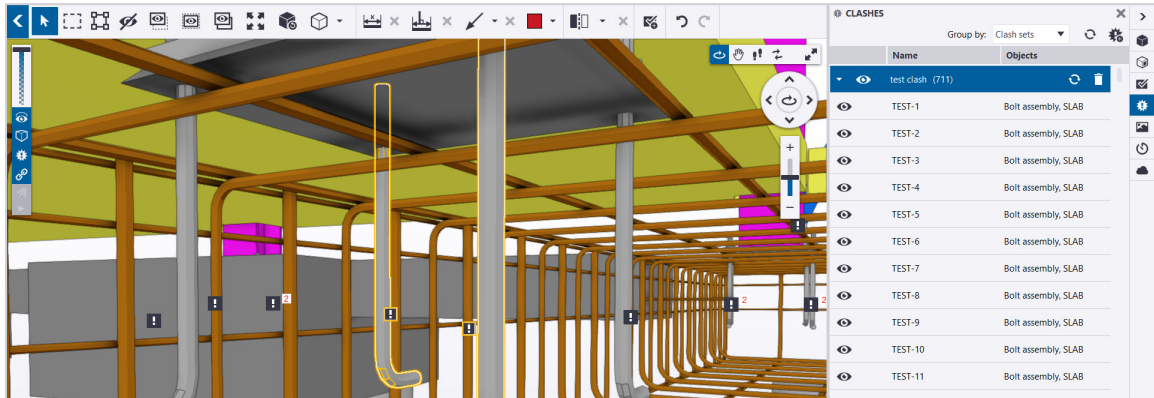 CLASHES
Group by: Clash sets
Name Objects
test clash (711)
TEST-1 Bolt assembly, SLAB
TEST-2 Bolt assembly, SLAB
TEST-3 Bolt assembly, SLAB
TEST-4 Bolt assembly, SLAB
TEST-5 Bolt assembly, SLAB
TEST-6 Bolt assembly, SLAB
TEST-7 Bolt assembly, SLAB
TEST-8 Bolt assembly, SLAB
TEST-9 Bolt assembly, SLAB
TEST-10 Bolt assembly, SLAB
TEST-11 Bolt assembly, SLAB
2
2
2